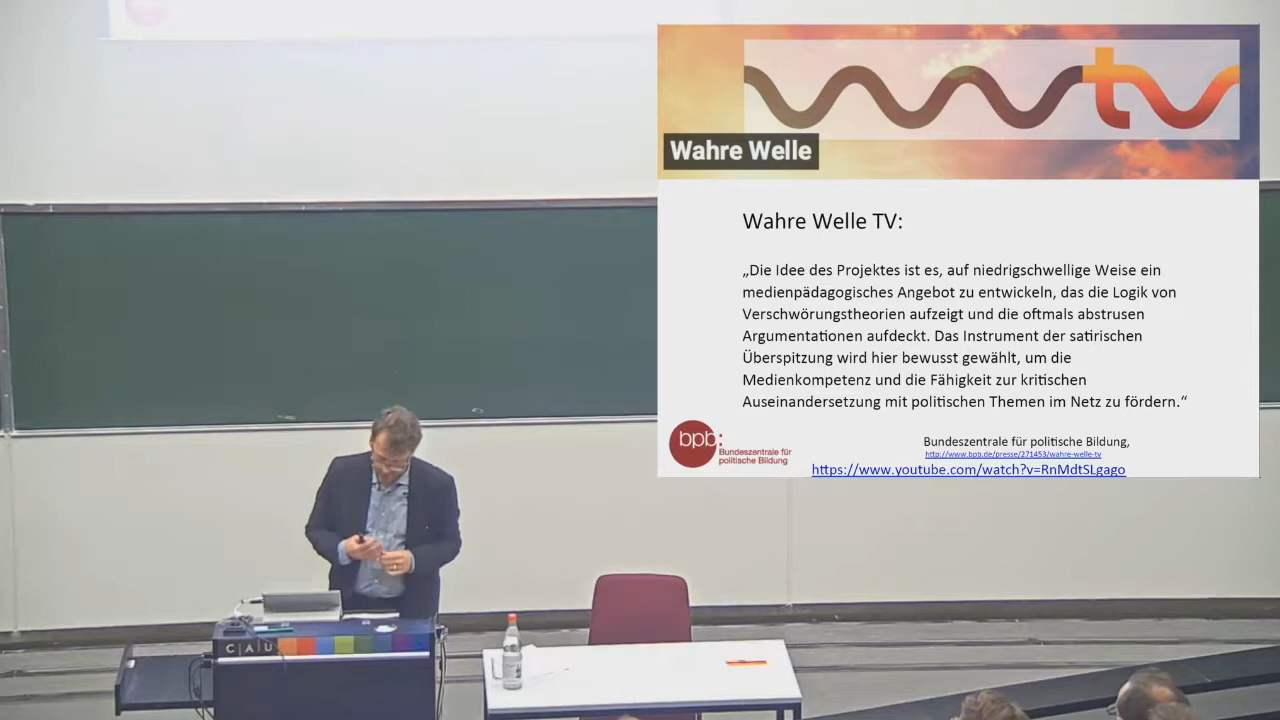 wwtv
Wahre Welle
Wahre Welle TV:
„Die Idee des Projektes ist es, auf niedrigschwellige Weise ein
medienpädagogisches Angebot zu entwickeln, das die Logik von
Verschwörungstheorien aufzeigt und die oftmals abstrusen
Argumentationen aufdeckt. Das Instrument der satirischen
Überspitzung wird hier bewusst gewählt, um die
Medienkompetenz und die Fähigkeit zur kritischen
Auseinandersetzung mit politischen Themen im Netz zu fördern.“
bpb:
Bundeszentrale für
politische Bildung
Bundeszentrale für politische Bildung,
http://www.bpb.de/presse/271453/wahre-welle-tv
https://www.youtube.com/watch?v=RnMdtSLgago
C|A|U